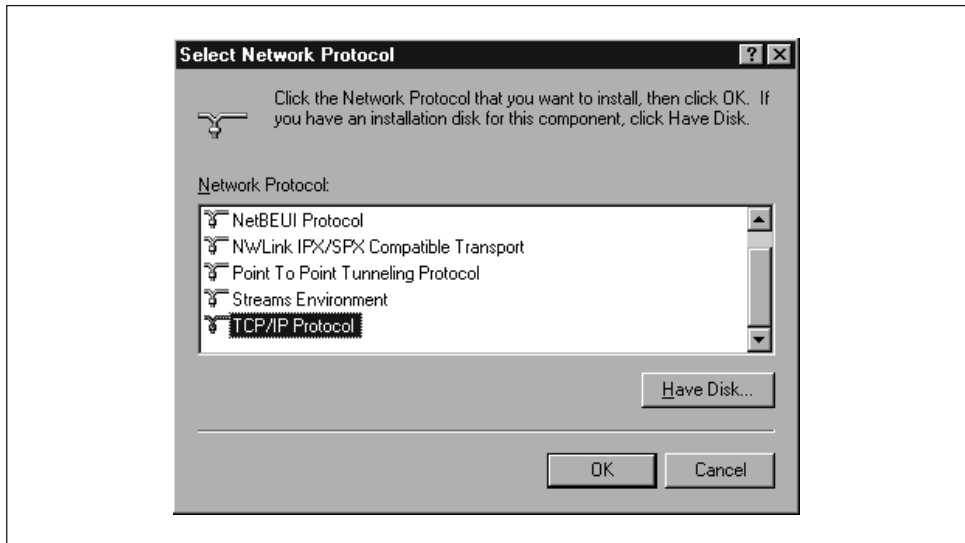 Select Network Protocol
Click the Network Protocol that you want to install, then click OK. If
you have an installation disk for this component, click Have Disk.
Network Protocol:
NetBEUI Protocol
NWLink IPX/SPX Compatible Transport
Point To Point Tunneling Protocol
Streams Environment
TCP/IP Protocol
Have Disk...
OK
Cancel